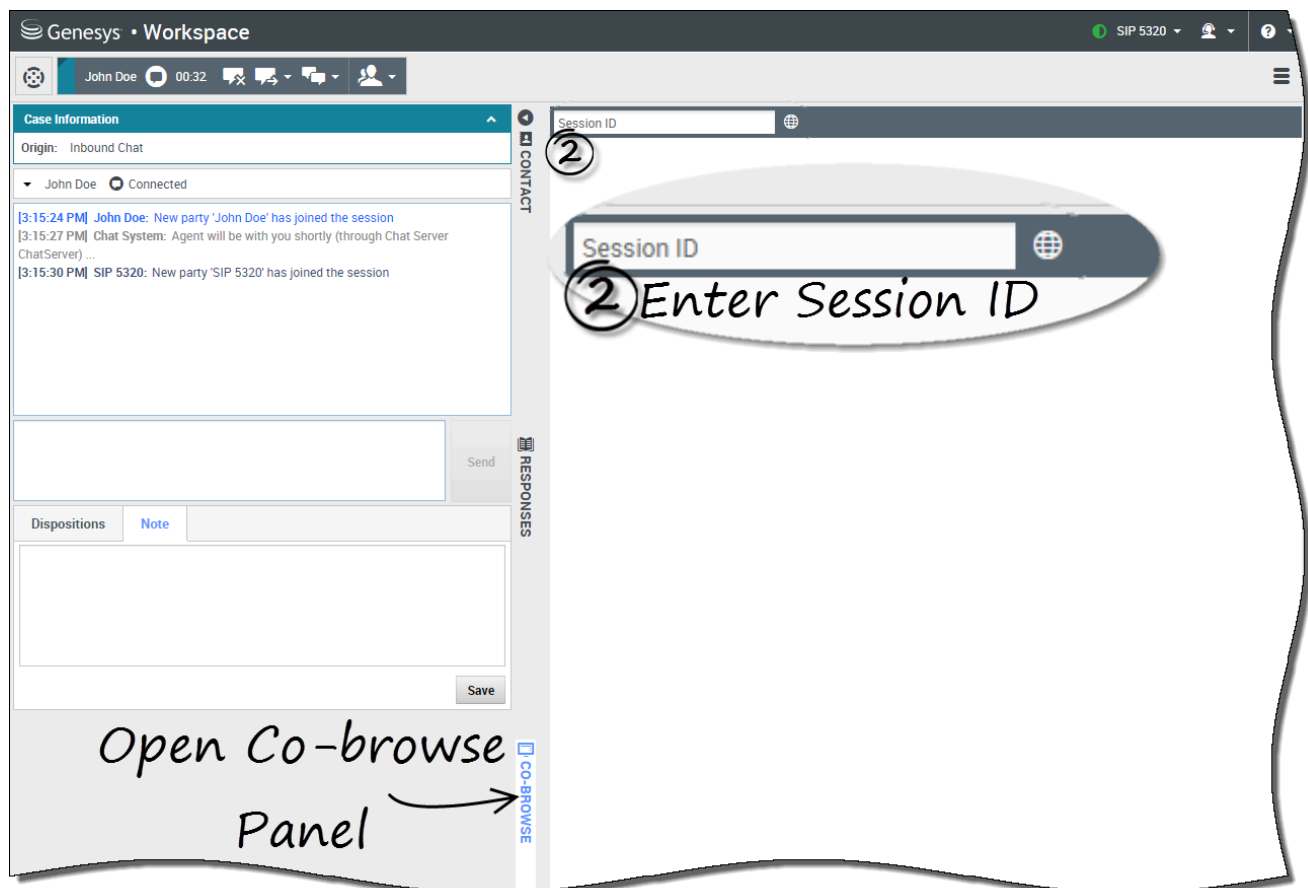 Genesys • Workspace
SIP 5320
John Doe 00:32
Case Information
Origin: Inbound Chat
John Doe Connected
[3:15:24 PM] John Doe: New party 'John Doe' has joined the session
[3:15:27 PM] Chat System: Agent will be with you shortly (through Chat Server
ChatServer) ...
[3:15:30 PM] SIP 5320: New party 'SIP 5320' has joined the session
Send
Dispositions Note
Save
Open Co-browse
Panel
CONTACT
RESPONSES
CO-BROWSE
Session ID
2
Session ID
2 Enter Session ID